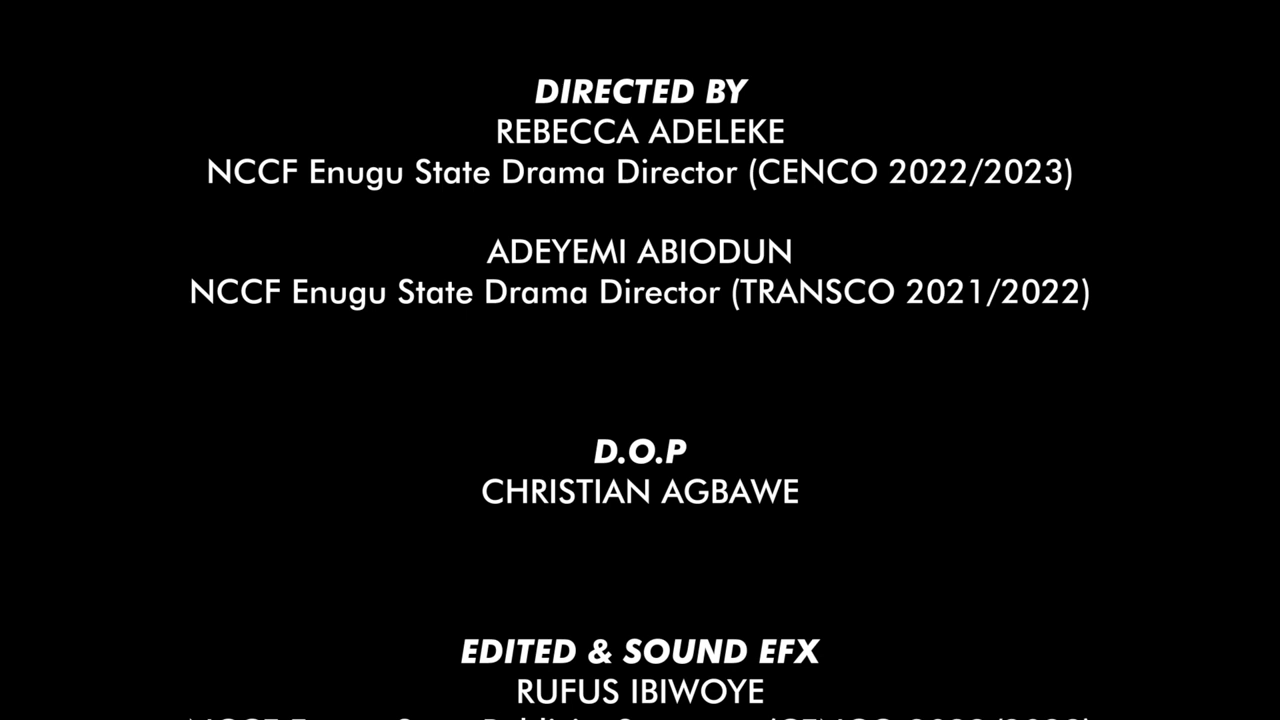 DIRECTED BY
REBECCA ADELEKE
NCCF Enugu State Drama Director (CENCO 2022/2023)
ADEYEMI ABIODUN
NCCF Enugu State Drama Director (TRANSCO 2021/2022)
D.O.P
CHRISTIAN AGBAWE
EDITED & SOUND EFX
RUFUS IBIWOYE